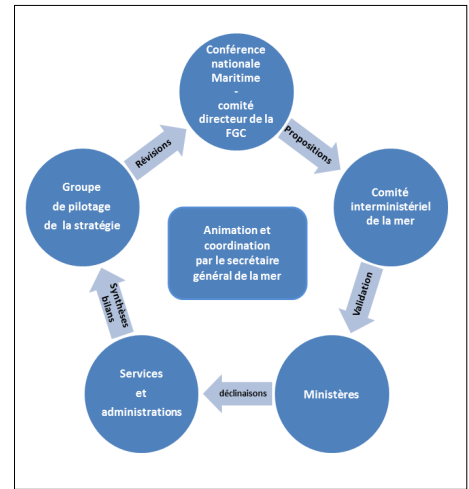 Conférence
nationale
Maritime
-
comité
directeur de la
FGC
Propositions
Comité
interministériel
de la mer
Validation
Ministères
déclinaisons
Services
et
administrations
Synthèses
bilans
Groupe
de pilotage
de la stratégie
Révisions
Animation et
coordination
par le secrétaire
général de la mer